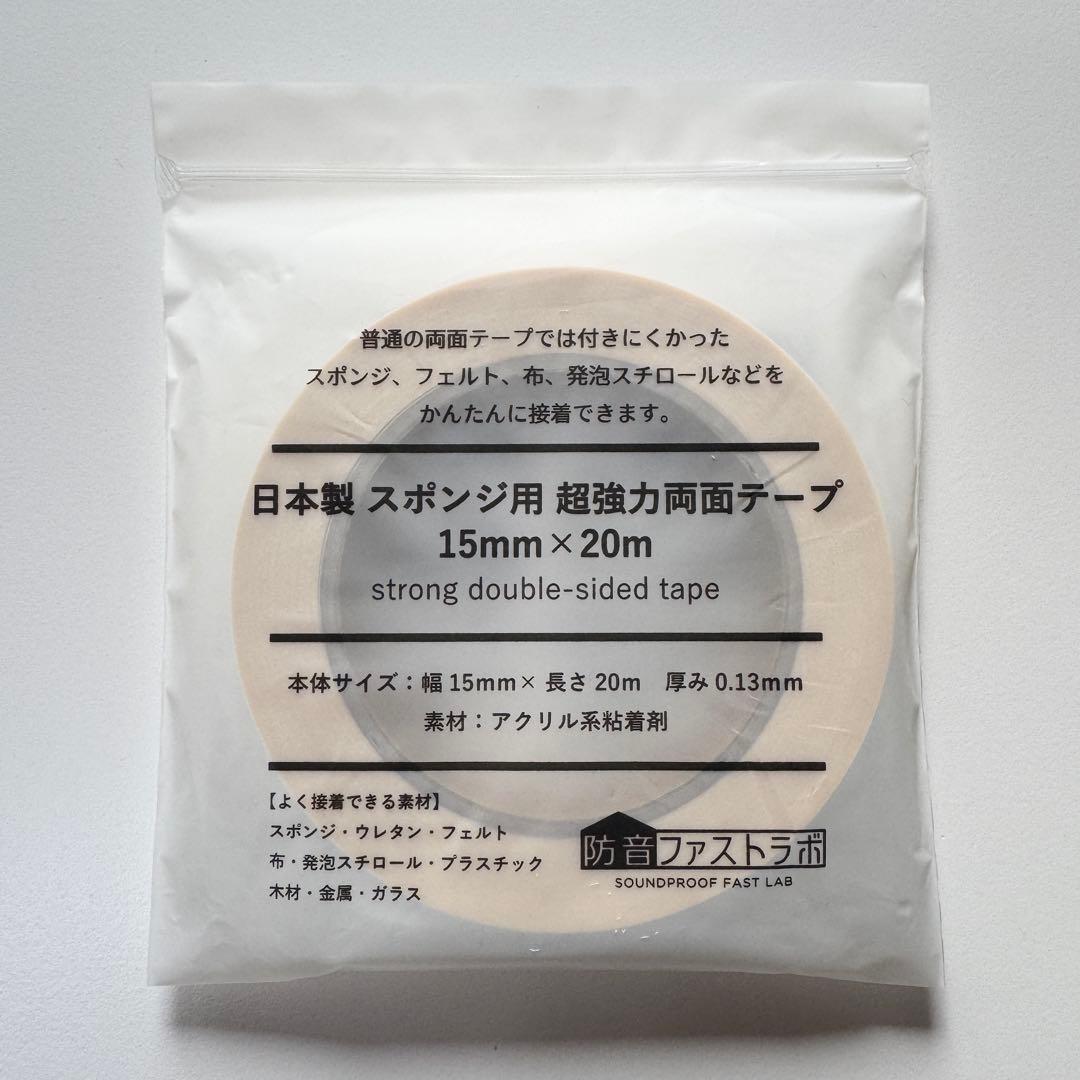 普通の両面テープでは付きにくかった
スポンジ、フェルト、布、発泡スチロールなどを
かんたんに接着できます。
日本製 スポンジ用 超強力両面テープ
15mm×20m
strong double-sided tape
本体サイズ：幅 15mm× 長さ 20m　厚み 0.13mm
素材：アクリル系粘着剤
【よく接着できる素材】
スポンジ・ウレタン・フェルト
布・発泡スチロール・プラスチック
木材・金属・ガラス
防音ファストラボ
SOUNDPROOF FAST LAB